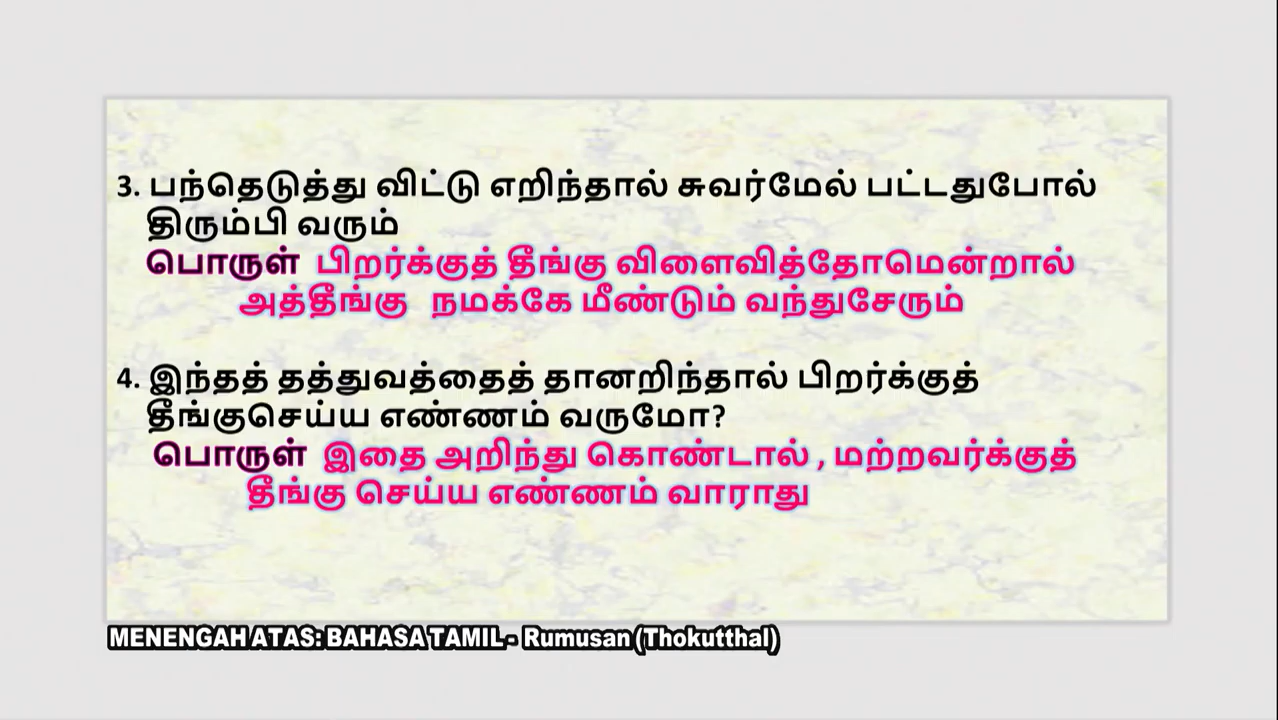 3. பந்தெடுத்து விட்டு எறிந்தால் சுவர்மேல் பட்டதுபோல்
திரும்பி வரும்
பொருள் பிறர்க்குத் தீங்கு விளைவித்தோமென்றால்
அத்தீங்கு நமக்கே மீண்டும் வந்துசேரும்
4. இந்தத் தத்துவத்தைத் தானறிந்தால் பிறர்க்குத்
தீங்குசெய்ய எண்ணம் வருமோ?
பொருள் இதை அறிந்து கொண்டால் , மற்றவர்க்குத்
தீங்கு செய்ய எண்ணம் வாராது
MENENGAH ATAS: BAHASA TAMIL - Rumusan (Thokutthal)